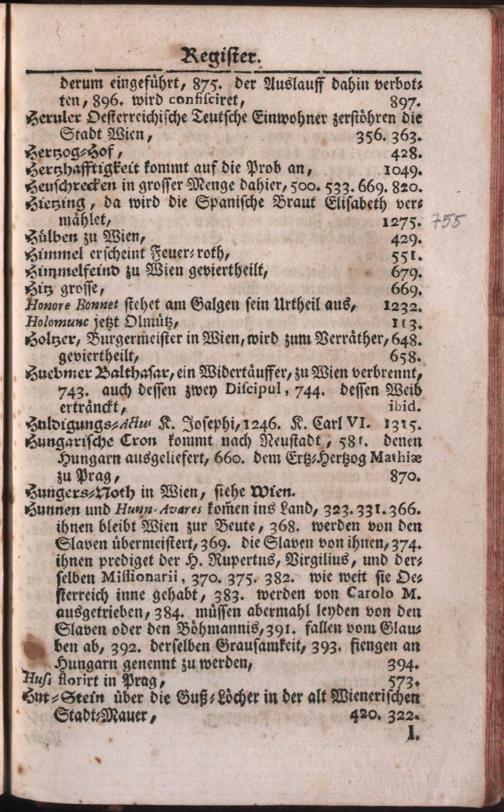 Register.
derum eingeführt, 875. der Auslauff dahin verbot-
ten, 896. wird confisciret, 897.
Heruler Oesterreichische Teutsche Einwohner zerstöhren die
Stadt Wien, 356. 363.
Hertzog-Hof, 428.
Hertzhafftigkeit kommt auf die Prob an, 1049.
Heuschrecken in grosser Menge dahier, 500. 533. 669. 820.
Hietzing, da wird die Spanische Braut Elisabeth ver-
mählet, 1275. 755
Hülben zu Wien, 429.
Himmel erscheint Feuer-roth, 551.
Himmelfeind zu Wien geviertheilt, 679.
Hitz grosse, 669.
Honore Bonnet stehet am Galgen sein Urtheil aus, 1232.
Holomunc jetzt Olmütz, 113.
Holtzer, Burgermeister in Wien, wird zum Verräther, 648.
geviertheilt, 658.
Huebmer Balthasar, ein Widertäuffer, zu Wien verbrennt,
743. auch dessen zwey Discipul, 744. dessen Weib
ertränckt, ibid.
Huldigungs-Actus K. Josephi, 1246. K. Carl VI. 1315.
Hungarische Cron kommt nach Neustadt, 581. denen
Hungarn ausgeliefert, 660. dem Ertz-Hertzog Mathiæ
zu Prag, 870.
Hungers-Noth in Wien, siehe Wien.
Hunnen und Hunn-Avares kom̄en ins Land, 323. 331. 366.
ihnen bleibt Wien zur Beute, 368. werden von den
Slaven übermeistert, 369. die Slaven von ihnen, 374.
ihnen prediget der H. Rupertus, Virgilius, und der-
selben Missionarii, 370. 375. 382. wie weit sie Oe-
sterreich inne gehabt, 383. werden von Carolo M.
ausgetrieben, 384. müssen abermahl leyden von den
Slaven oder den Böhmannis, 391. fallen vom Glau-
ben ab, 392. derselben Grausamkeit, 393. fiengen an
Hungarn genennt zu werden, 394.
Husi florirt in Prag, 573.
Hut-Stein über die Guß-Löcher in der alt Wienerischen
Stadt-Mauer, 420. 322.
I.